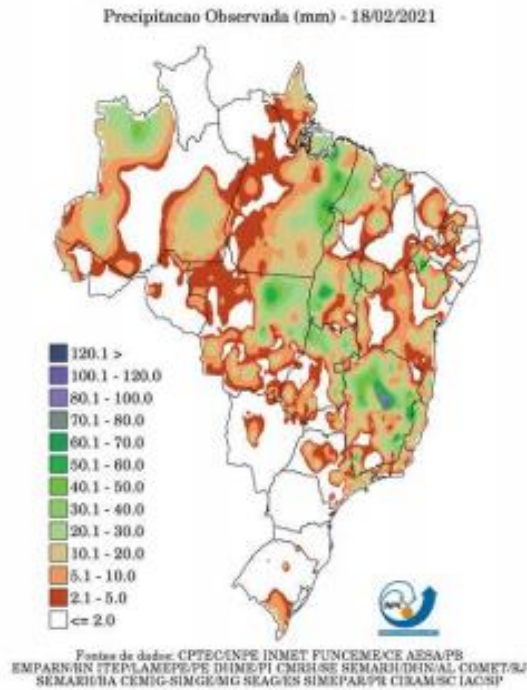 Precipitacao Observada (mm) - 18/02/2021
120.1 >
100.1 - 120.0
80.1 - 100.0
70.1 - 80.0
60.1 - 70.0
50.1 - 60.0
40.1 - 50.0
30.1 - 40.0
20.1 - 30.0
10.1 - 20.0
5.1 - 10.0
2.1 - 5.0
<= 2.0
Fontes de dados: CPTEC/INPE INMET FUNCEME/CE AESA/PB
EMPARN/RN ITEP/LAMEPE/PE DHME/PI CMRH/SE SEMARH/DHN/AL COMET/RJ
SEMARH/BA CEMIG-SIMGE/MG SEAG/ES SIMEPAR/PR CIRAM/SC IAC/SP